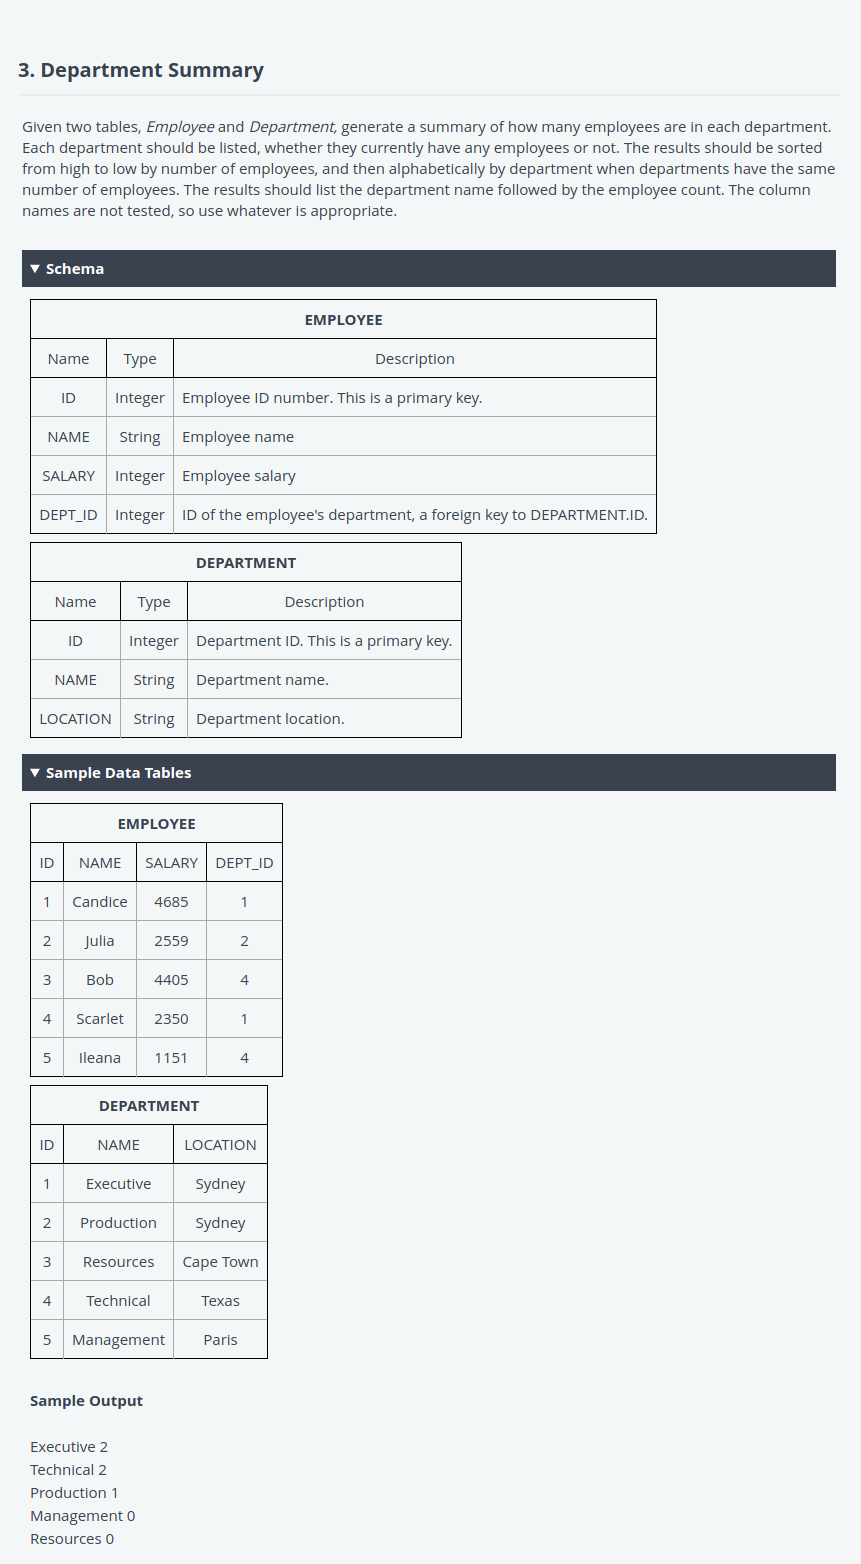 3. Department Summary
Given two tables, Employee and Department, generate a summary of how many employees are in each department.
Each department should be listed, whether they currently have any employees or not. The results should be sorted
from high to low by number of employees, and then alphabetically by department when departments have the same
number of employees. The results should list the department name followed by the employee count. The column
names are not tested, so use whatever is appropriate.
▼ Schema
EMPLOYEE
Name Type Description
ID Integer Employee ID number. This is a primary key.
NAME String Employee name
SALARY Integer Employee salary
DEPT_ID Integer ID of the employee's department, a foreign key to DEPARTMENT.ID.
DEPARTMENT
Name Type Description
ID Integer Department ID. This is a primary key.
NAME String Department name.
LOCATION String Department location.
▼ Sample Data Tables
EMPLOYEE
ID NAME SALARY DEPT_ID
1 Candice 4685 1
2 Julia 2559 2
3 Bob 4405 4
4 Scarlet 2350 1
5 Ileana 1151 4
DEPARTMENT
ID NAME LOCATION
1 Executive Sydney
2 Production Sydney
3 Resources Cape Town
4 Technical Texas
5 Management Paris
Sample Output
Executive 2
Technical 2
Production 1
Management 0
Resources 0